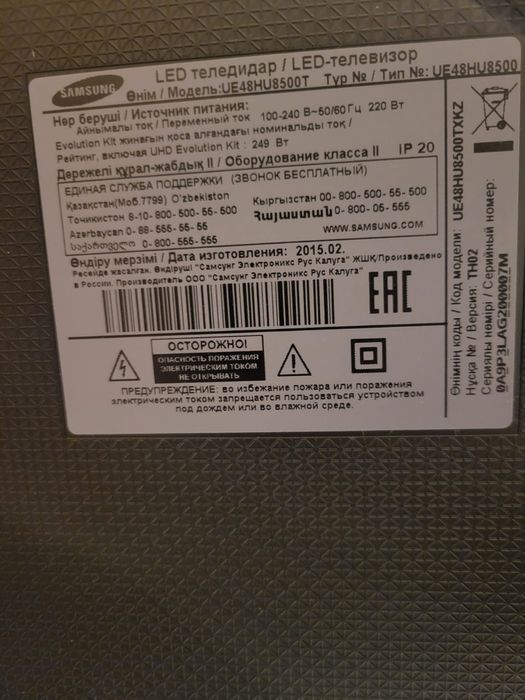 SAMSUNG
LED теледидар / LED-телевизор
Өнім / Модель: UE48HU8500T Түр № / Тип №: UE48HU8500
Нәр беруші / Источник питания:
Айнымалы ток / Переменный ток 100-240 В~50/60 Гц 220 Вт
Evolution Kit жинағын қоса алғандағы номиналды ток /
Рейтинг, включая UHD Evolution Kit : 249 Вт
Дәрежелі құрал-жабдық II / Оборудование класса II IP 20
ЕДИНАЯ СЛУЖБА ПОДДЕРЖКИ (ЗВОНОК БЕСПЛАТНЫЙ)
Қазақстан(Моб.7799) O'zbekiston Кыргызстан 00-800-500-55-500
Точикистон 8-10-800-500-55-500 Հայաստան 0-800-05-555
Azərbaycan 0-88-555-55-55
საქართველო 0-800-555-555 WWW.SAMSUNG.COM
Өндіру мерзімі / Дата изготовления: 2015.02.
Ресейде жасалған. Өндіруші "Самсунг Электроникс Рус Калуга" ЖШҚ/Произведено
в России. Производитель ООО "Самсунг Электроникс Рус Калуга"
EAC
ОСТОРОЖНО!
ОПАСНОСТЬ ПОРАЖЕНИЯ
ЭЛЕКТРИЧЕСКИМ ТОКОМ
НЕ ОТКРЫВАТЬ
ПРЕДУПРЕЖДЕНИЕ: во избежание пожара или поражения
электрическим током запрещается пользоваться устройством
под дождем или во влажной среде.
Өнімнің коды / Код модели: UE48HU8500TXKZ
Нұсқа № / Версия: TH02
Сериялы нөмірі / Серийный номер:
0A9P3LAG200007M